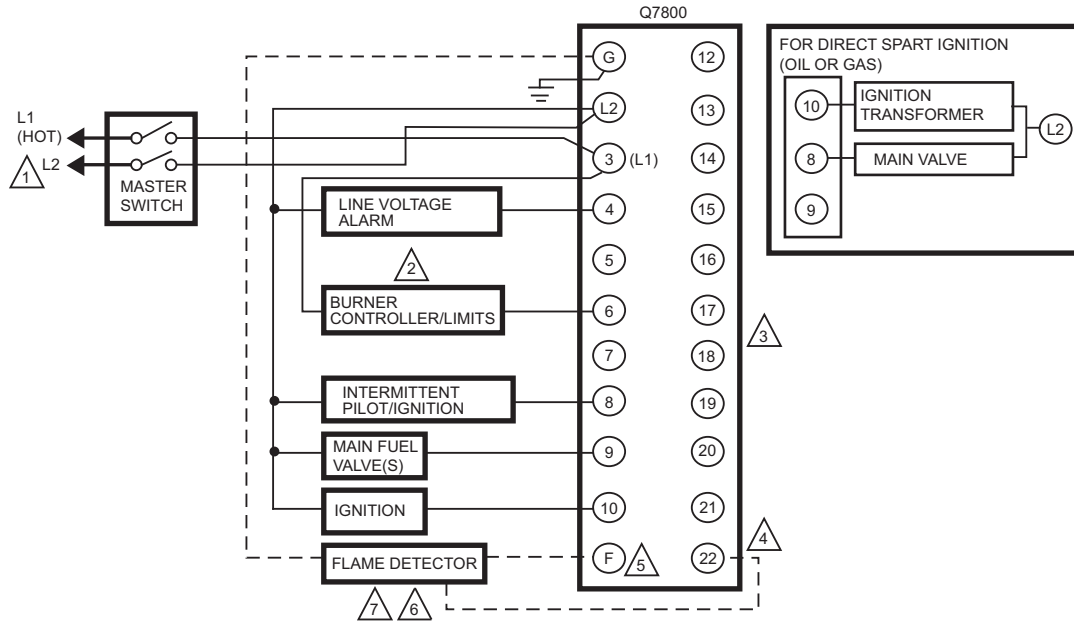 Q7800
G
12
L2
13
3
(L1)
14
4
15
5
16
6
17
7
18
8
19
9
20
10
21
F
22
L1
(HOT)
L2
1
MASTER
SWITCH
LINE VOLTAGE
ALARM
2
BURNER
CONTROLLER/LIMITS
INTERMITTENT
PILOT/IGNITION
MAIN FUEL
VALVE(S)
IGNITION
FLAME DETECTOR
7
6
5
4
3
FOR DIRECT SPART IGNITION
(OIL OR GAS)
10
IGNITION
TRANSFORMER
L2
8
MAIN VALVE
9